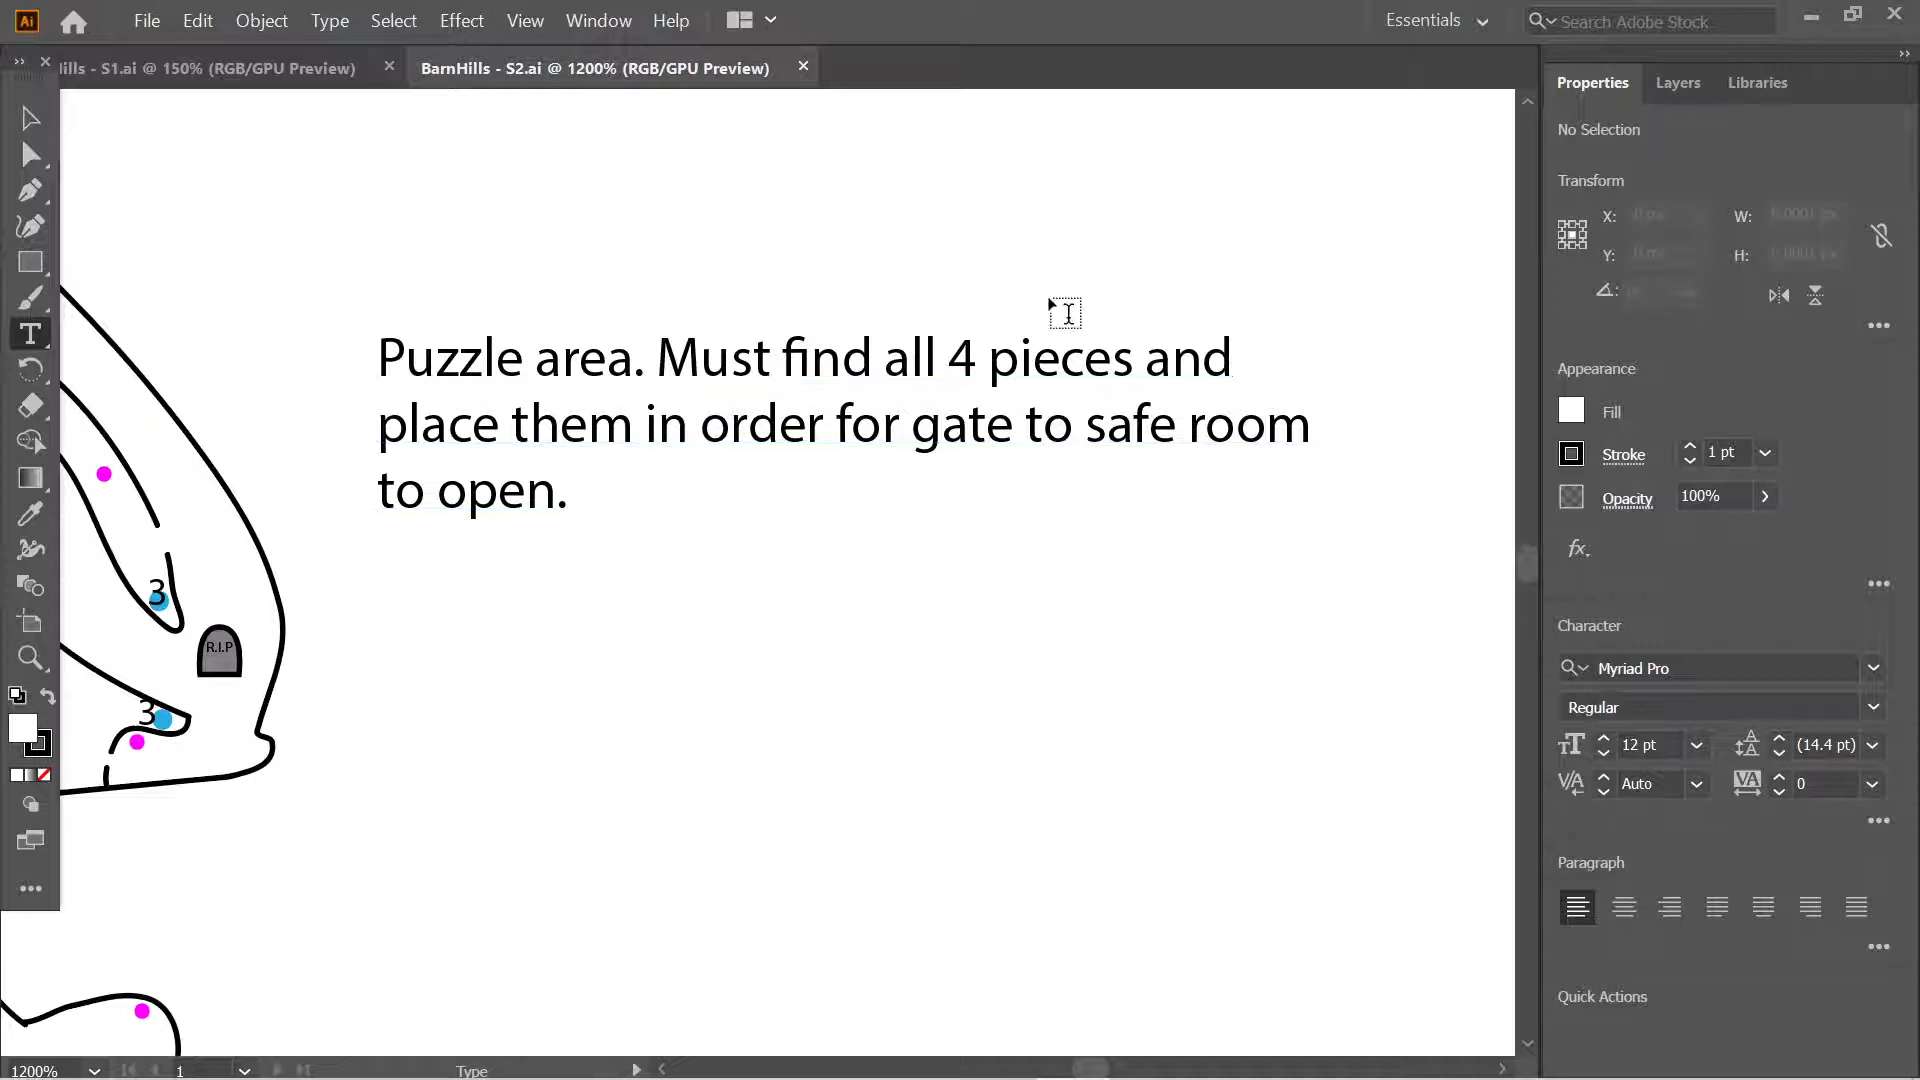 Ai File Edit Object Type Select Effect View Window Help Essentials Search Adobe Stock
ills - S1.ai @ 150% (RGB/GPU Preview) BarnHills - S2.ai @ 1200% (RGB/GPU Preview)
Properties Layers Libraries
No Selection
Transform
X: W:
Y: H:
Puzzle area. Must find all 4 pieces and
place them in order for gate to safe room
to open.
3
R.I.P
3
Appearance
Fill
Stroke 1 pt
Opacity 100%
fx.
Character
Myriad Pro
Regular
12 pt (14.4 pt)
Auto 0
Paragraph
Quick Actions
1200% 1 Type